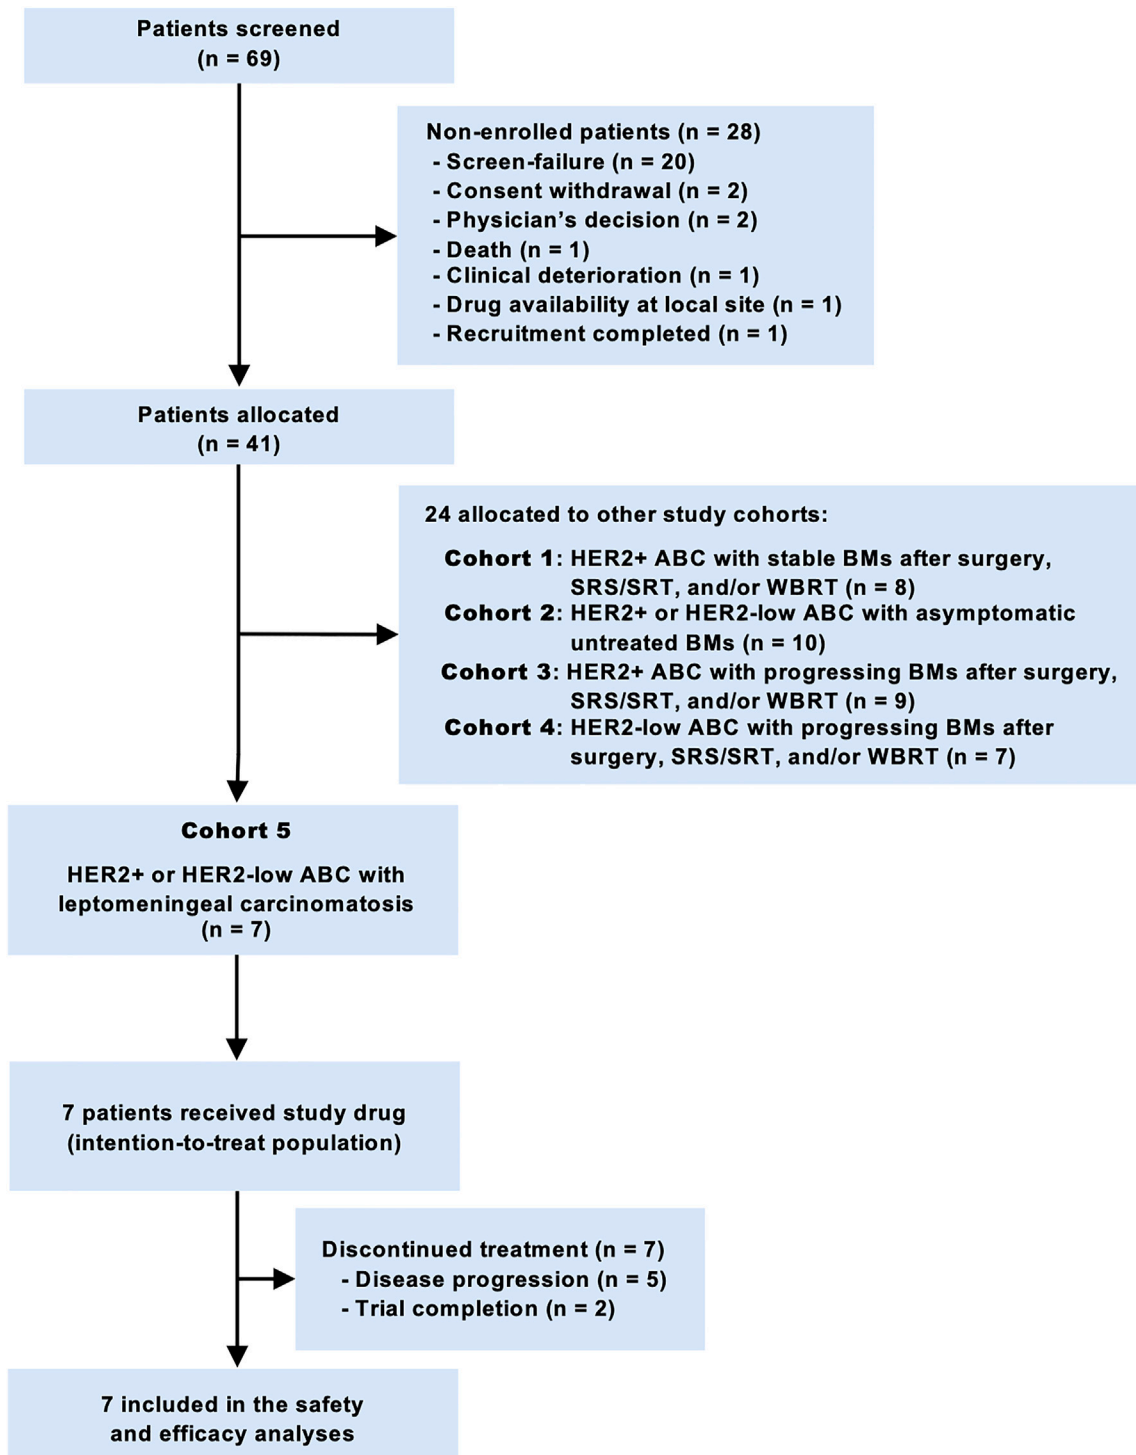 Patients screened
(n = 69)
Non-enrolled patients (n = 28)
- Screen-failure (n = 20)
- Consent withdrawal (n = 2)
- Physician’s decision (n = 2)
- Death (n = 1)
- Clinical deterioration (n = 1)
- Drug availability at local site (n = 1)
- Recruitment completed (n = 1)
Patients allocated
(n = 41)
24 allocated to other study cohorts:
Cohort 1: HER2+ ABC with stable BMs after surgery,
SRS/SRT, and/or WBRT (n = 8)
Cohort 2: HER2+ or HER2-low ABC with asymptomatic
untreated BMs (n = 10)
Cohort 3: HER2+ ABC with progressing BMs after surgery,
SRS/SRT, and/or WBRT (n = 9)
Cohort 4: HER2-low ABC with progressing BMs after
surgery, SRS/SRT, and/or WBRT (n = 7)
Cohort 5
HER2+ or HER2-low ABC with
leptomeningeal carcinomatosis
(n = 7)
7 patients received study drug
(intention-to-treat population)
Discontinued treatment (n = 7)
- Disease progression (n = 5)
- Trial completion (n = 2)
7 included in the safety
and efficacy analyses